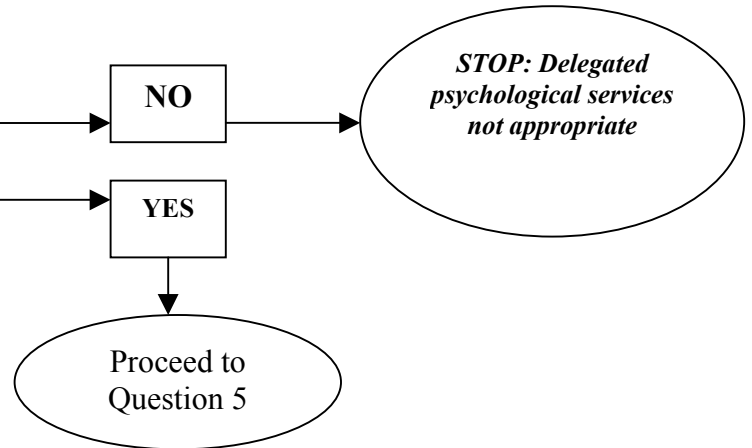 NO
STOP: Delegated
psychological services
not appropriate
YES
Proceed to
Question 5